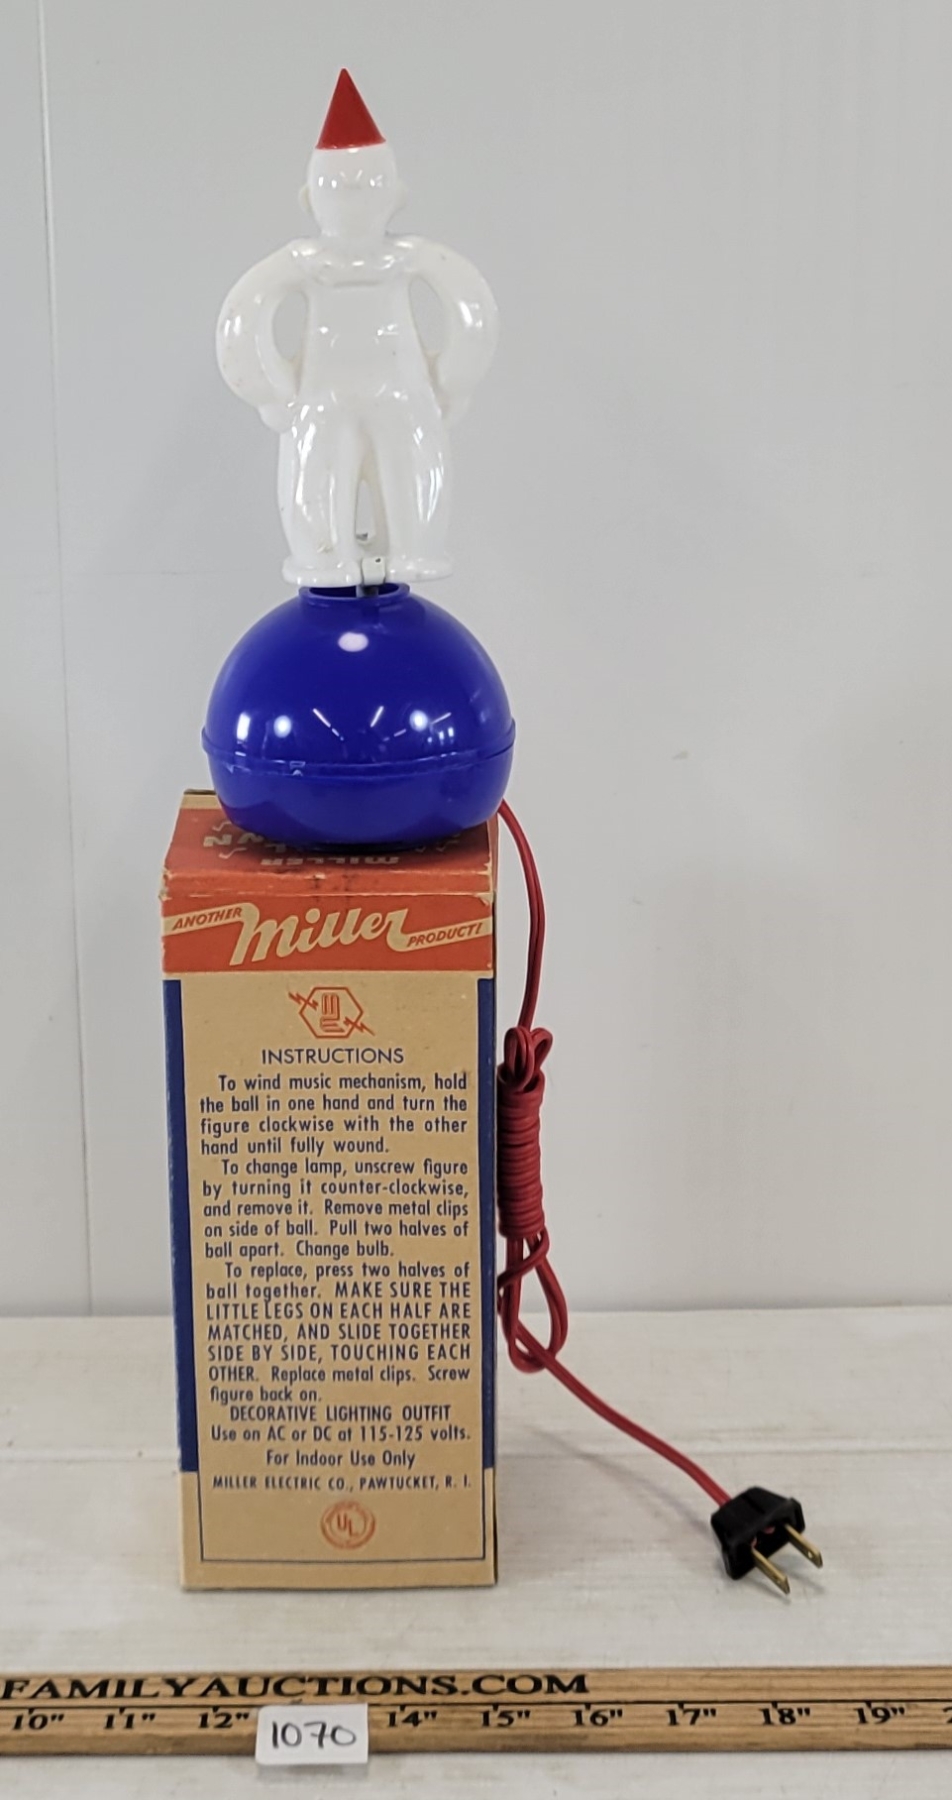 MILLER
ANOTHER Miller PRODUCT!
ME
INSTRUCTIONS
To wind music mechanism, hold
the ball in one hand and turn the
figure clockwise with the other
hand until fully wound.
To change lamp, unscrew figure
by turning it counter-clockwise,
and remove it. Remove metal clips
on side of ball. Pull two halves of
ball apart. Change bulb.
To replace, press two halves of
ball together. MAKE SURE THE
LITTLE LEGS ON EACH HALF ARE
MATCHED, AND SLIDE TOGETHER
SIDE BY SIDE, TOUCHING EACH
OTHER. Replace metal clips. Screw
figure back on.
DECORATIVE LIGHTING OUTFIT
Use on AC or DC at 115-125 volts.
For Indoor Use Only
MILLER ELECTRIC CO., PAWTUCKET, R. I.
UL
FAMILYAUCTIONS.COM
10" 11" 12" 14" 15" 16" 17" 18" 19"
1070